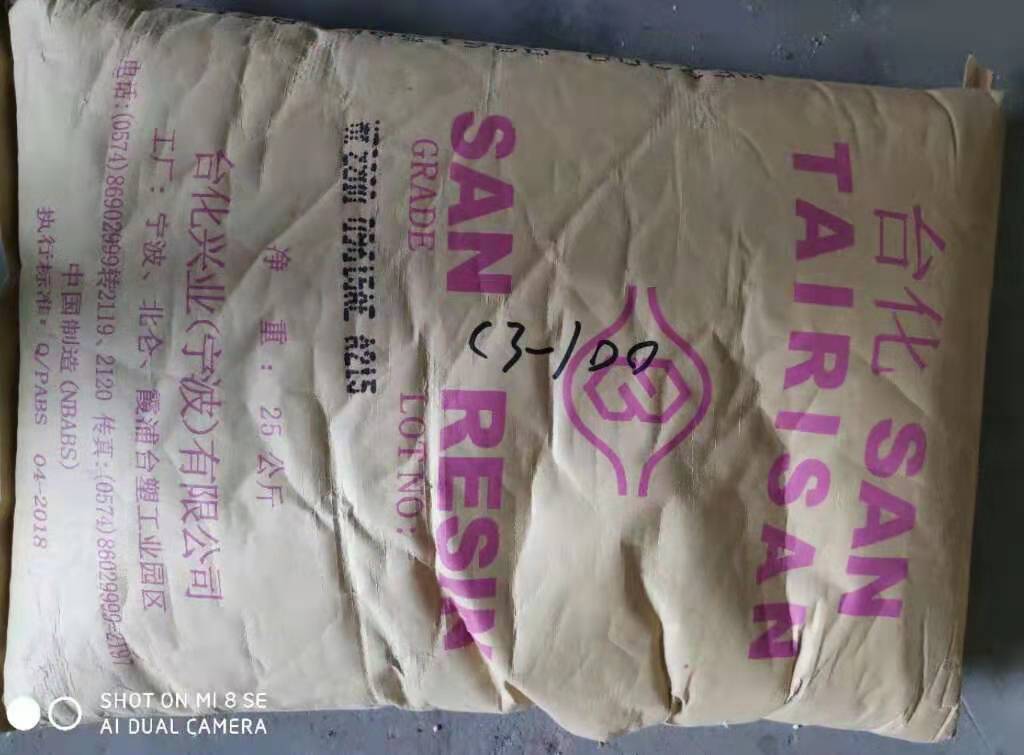 台化 SAN
TAIRISAN
C3-100
SAN RESIN
GRADE LOT NO:
净 重: 25 公斤
台化兴业(宁波)有限公司
工厂: 宁波、北仑、霞浦台塑工业园区
电话:(0574)86902999转2119、2120 传真:(0574)86029999-2191
中国制造 (NBABS)
执行标准: Q/PABS 04-2018
SHOT ON MI 8 SE
AI DUAL CAMERA